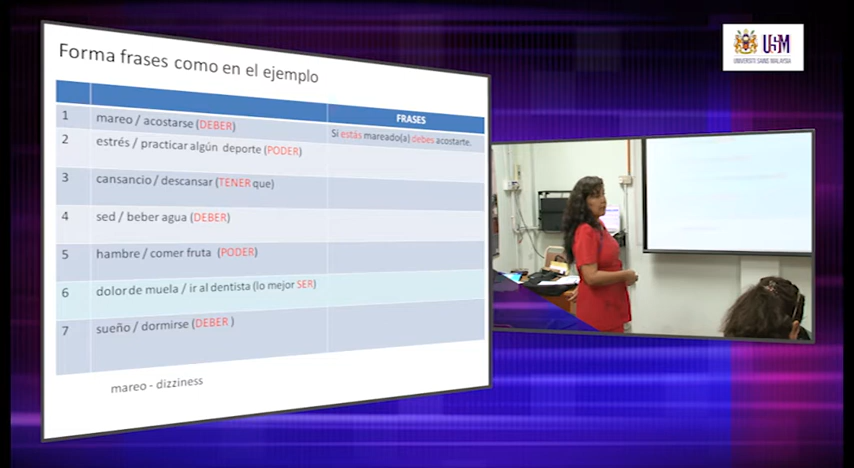 Forma frases como en el ejemplo
FRASES
1 mareo / acostarse (DEBER) Si estás mareado(a) debes acostarte.
2 estrés / practicar algún deporte (PODER)
3 cansancio / descansar (TENER que)
4 sed / beber agua (DEBER)
5 hambre / comer fruta (PODER)
6 dolor de muela / ir al dentista (lo mejor SER)
7 sueño / dormirse (DEBER )
mareo - dizziness
USM
UNIVERSITI SAINS MALAYSIA